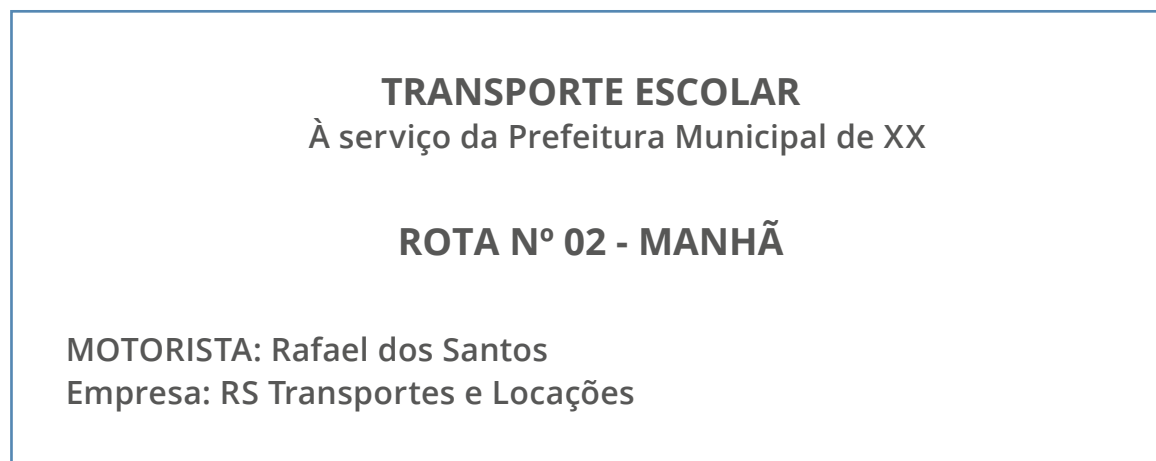 TRANSPORTE ESCOLAR
À serviço da Prefeitura Municipal de XX
ROTA Nº 02 - MANHÃ
MOTORISTA: Rafael dos Santos
Empresa: RS Transportes e Locações